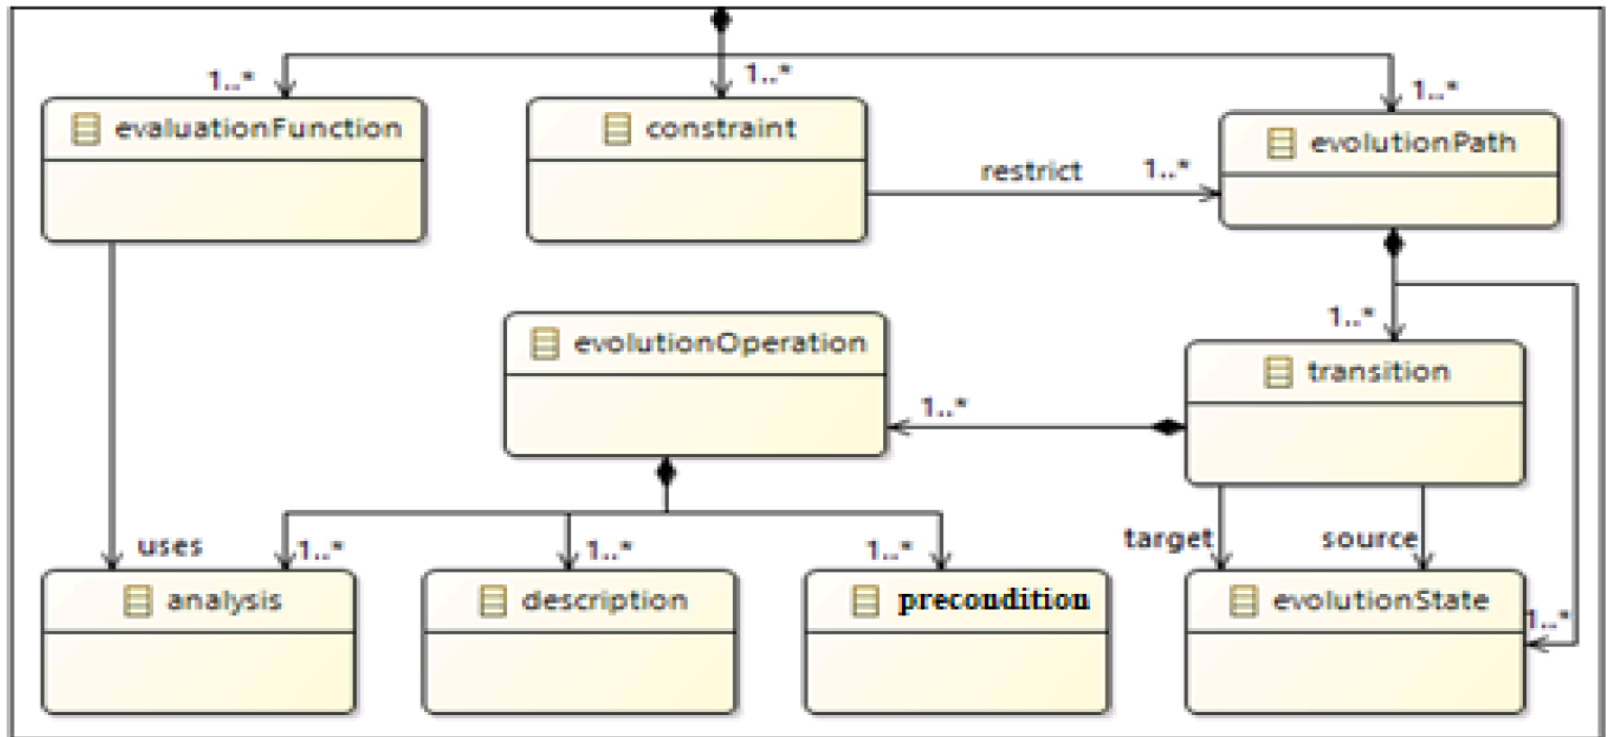 1..*
1..*
1..*
evaluationFunction
constraint
evolutionPath
restrict
1..*
1..*
evolutionOperation
transition
1..*
target
source
uses
1..*
1..*
1..*
analysis
description
precondition
evolutionState
1..*